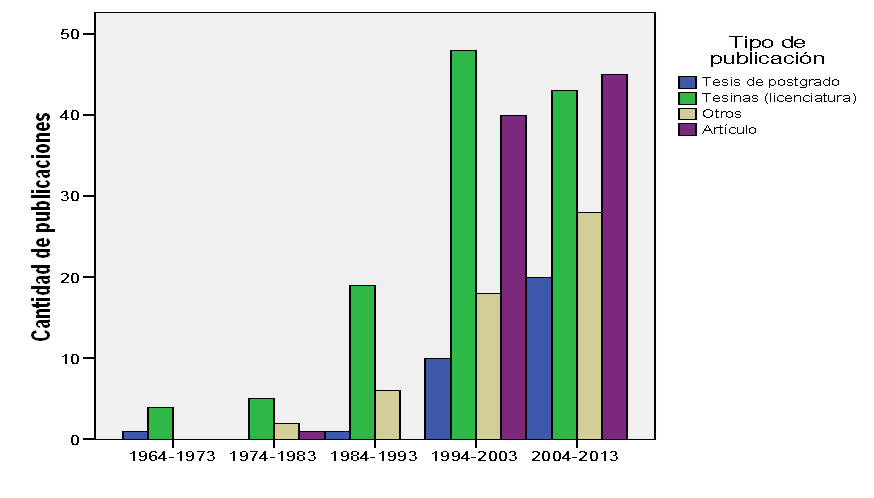 Cantidad de publicaciones
50
40
30
20
10
0
1964-1973 1974-1983 1984-1993 1994-2003 2004-2013
Tipo de
publicación
Tesis de postgrado
Tesinas (licenciatura)
Otros
Artículo